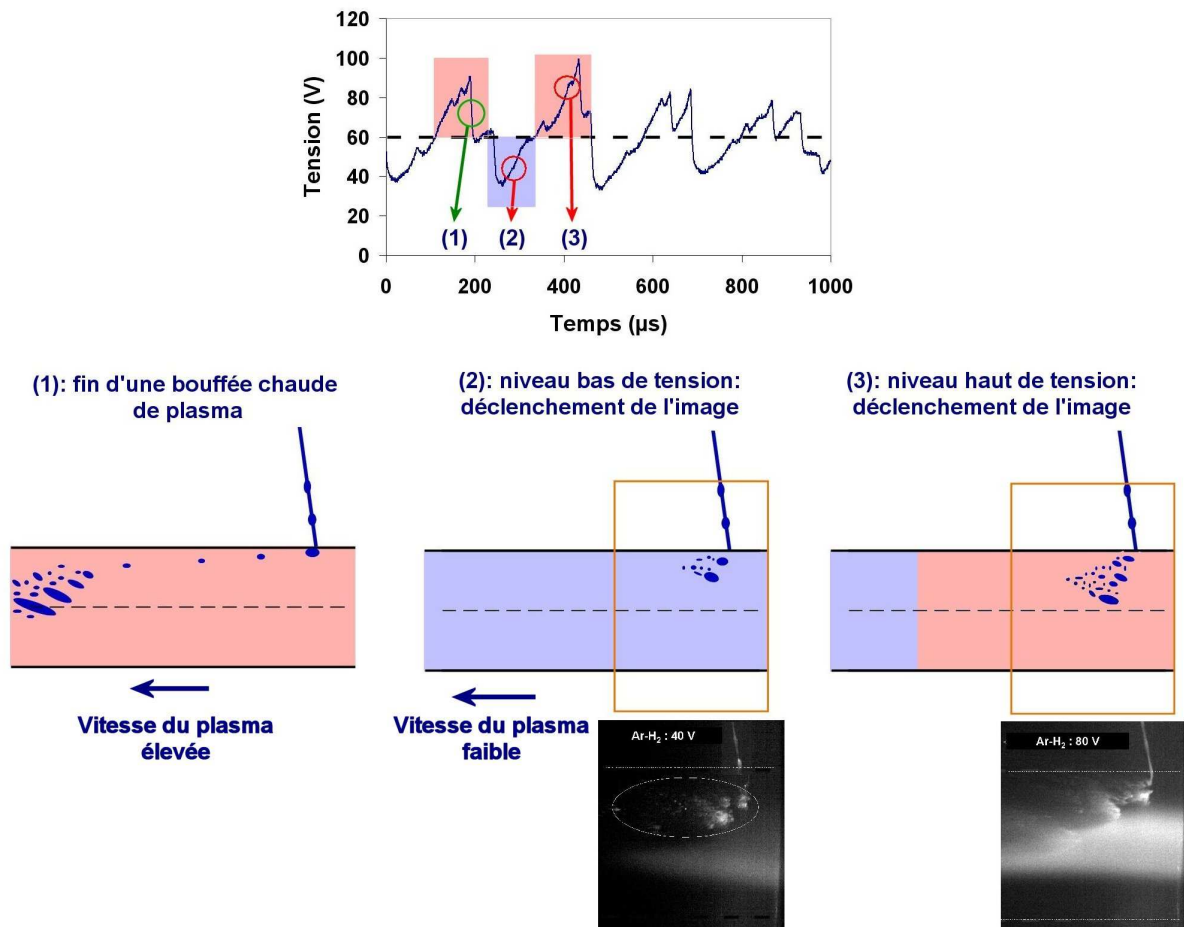 120
100
80
60
40
20
0
Tension (V)
(1)
(2)
(3)
0
200
400
600
800
1000
Temps (µs)
(1): fin d'une bouffée chaude
de plasma
(2): niveau bas de tension:
déclenchement de l'image
(3): niveau haut de tension:
déclenchement de l'image
Vitesse du plasma
élevée
Vitesse du plasma
faible
Ar-H₂ : 40 V
Ar-H₂ : 80 V